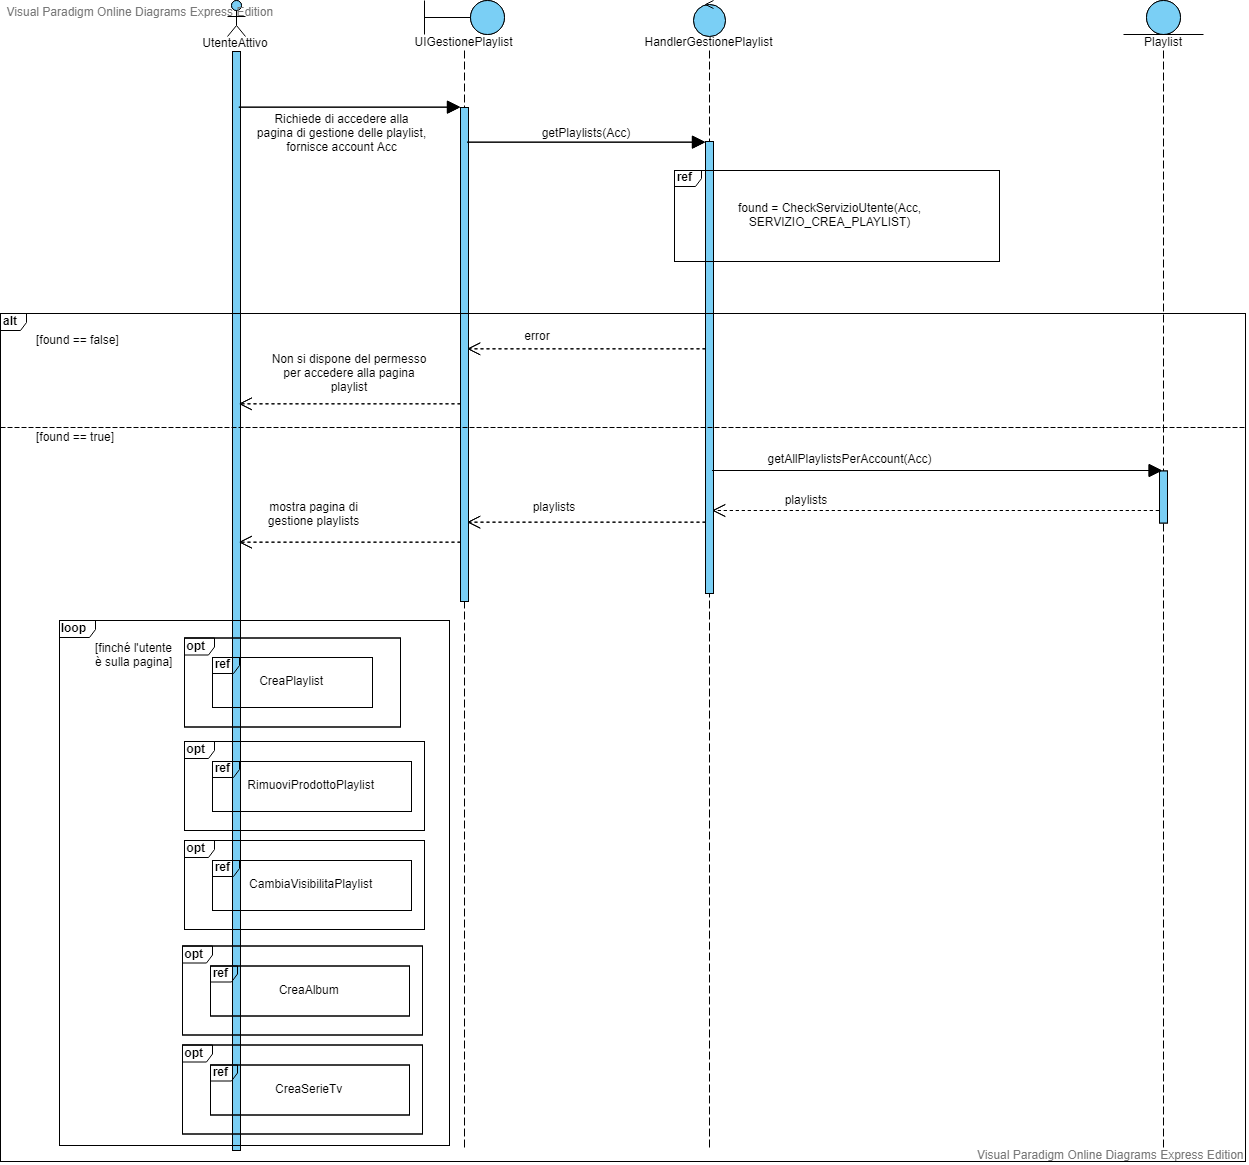 Visual Paradigm Online Diagrams Express Edition
UtenteAttivo
UIGestionePlaylist
HandlerGestionePlaylist
Playlist
Richiede di accedere alla
pagina di gestione delle playlist,
fornisce account Acc
getPlaylists(Acc)
ref
found = CheckServizioUtente(Acc,
SERVIZIO_CREA_PLAYLIST)
alt
[found == false]
error
Non si dispone del permesso
per accedere alla pagina
playlist
[found == true]
getAllPlaylistsPerAccount(Acc)
playlists
playlists
mostra pagina di
gestione playlists
loop
[finché l'utente
è sulla pagina]
opt
ref
CreaPlaylist
opt
ref
RimuoviProdottoPlaylist
opt
ref
CambiaVisibilitaPlaylist
opt
ref
CreaAlbum
opt
ref
CreaSerieTv
Visual Paradigm Online Diagrams Express Edition